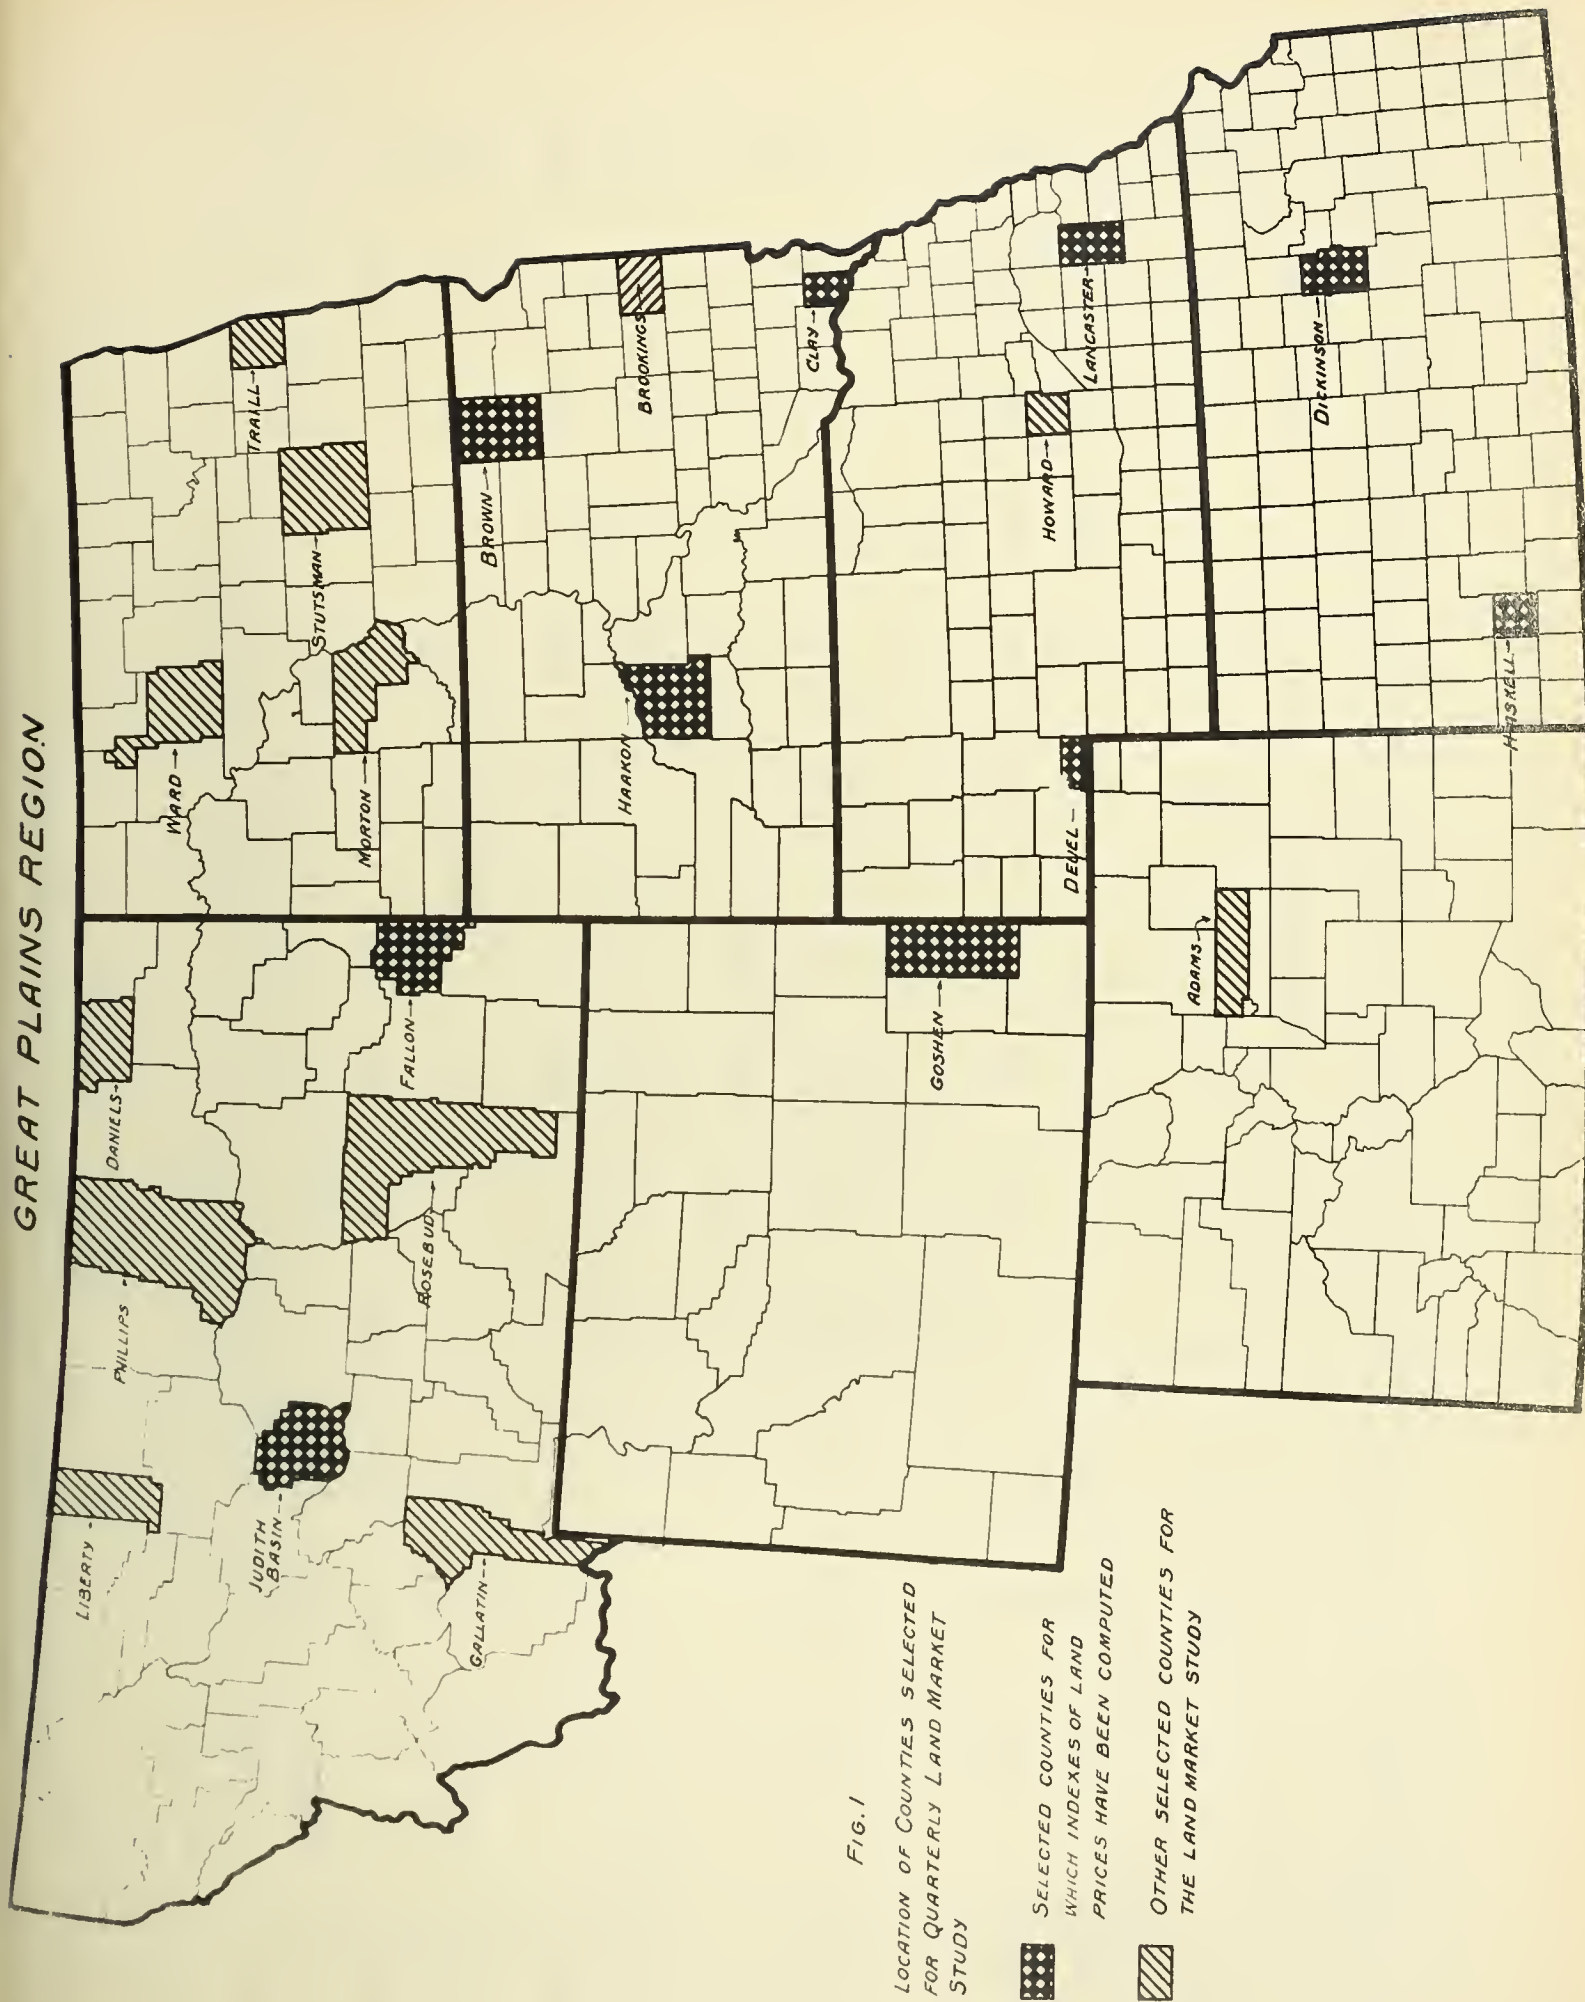 GREAT PLAINS REGION
LIBERTY
PHILLIPS
DANIELS
JUDITH
BASIN
GALLATIN
ROSEBUD
FALLON
WARD
STUTSMAN
TRAILL
MORTON
BROWN
BROOKINGS
HAAKON
CLAY
GOSHEN
DEUEL
HOWARD
LANCASTER
ADAMS
DICKINSON
HASKELL
FIG. 1
LOCATION OF COUNTIES SELECTED
FOR QUARTERLY LAND MARKET
STUDY
SELECTED COUNTIES FOR
WHICH INDEXES OF LAND
PRICES HAVE BEEN COMPUTED
OTHER SELECTED COUNTIES FOR
THE LAND MARKET STUDY